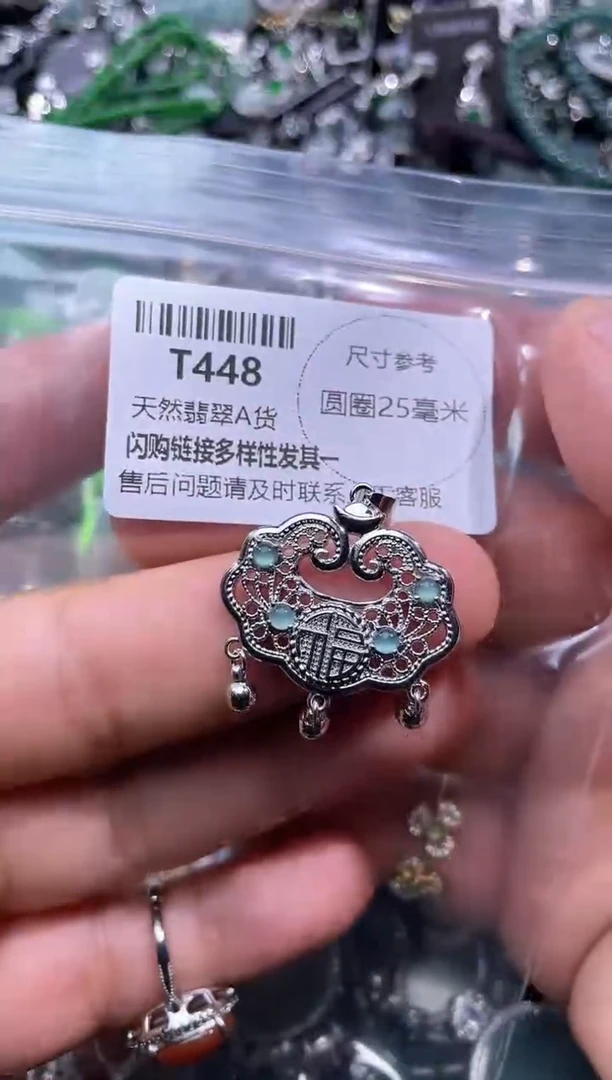 T448
天然翡翠A货
闪购链接多样性发其一
售后问题请及时联系 客服
尺寸参考
圆圈25毫米
福